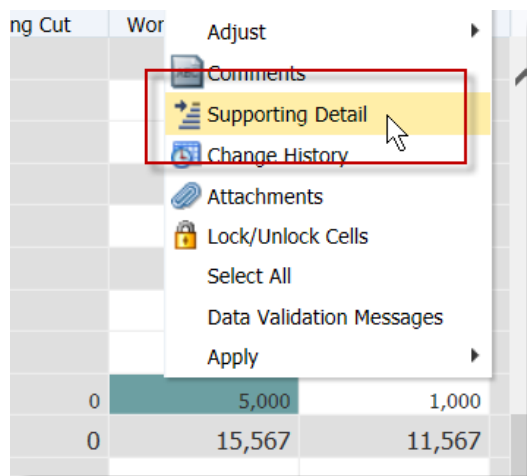 ng Cut Wor
Adjust
Comments
Supporting Detail
Change History
Attachments
Lock/Unlock Cells
Select All
Data Validation Messages
Apply
0 5,000 1,000
0 15,567 11,567